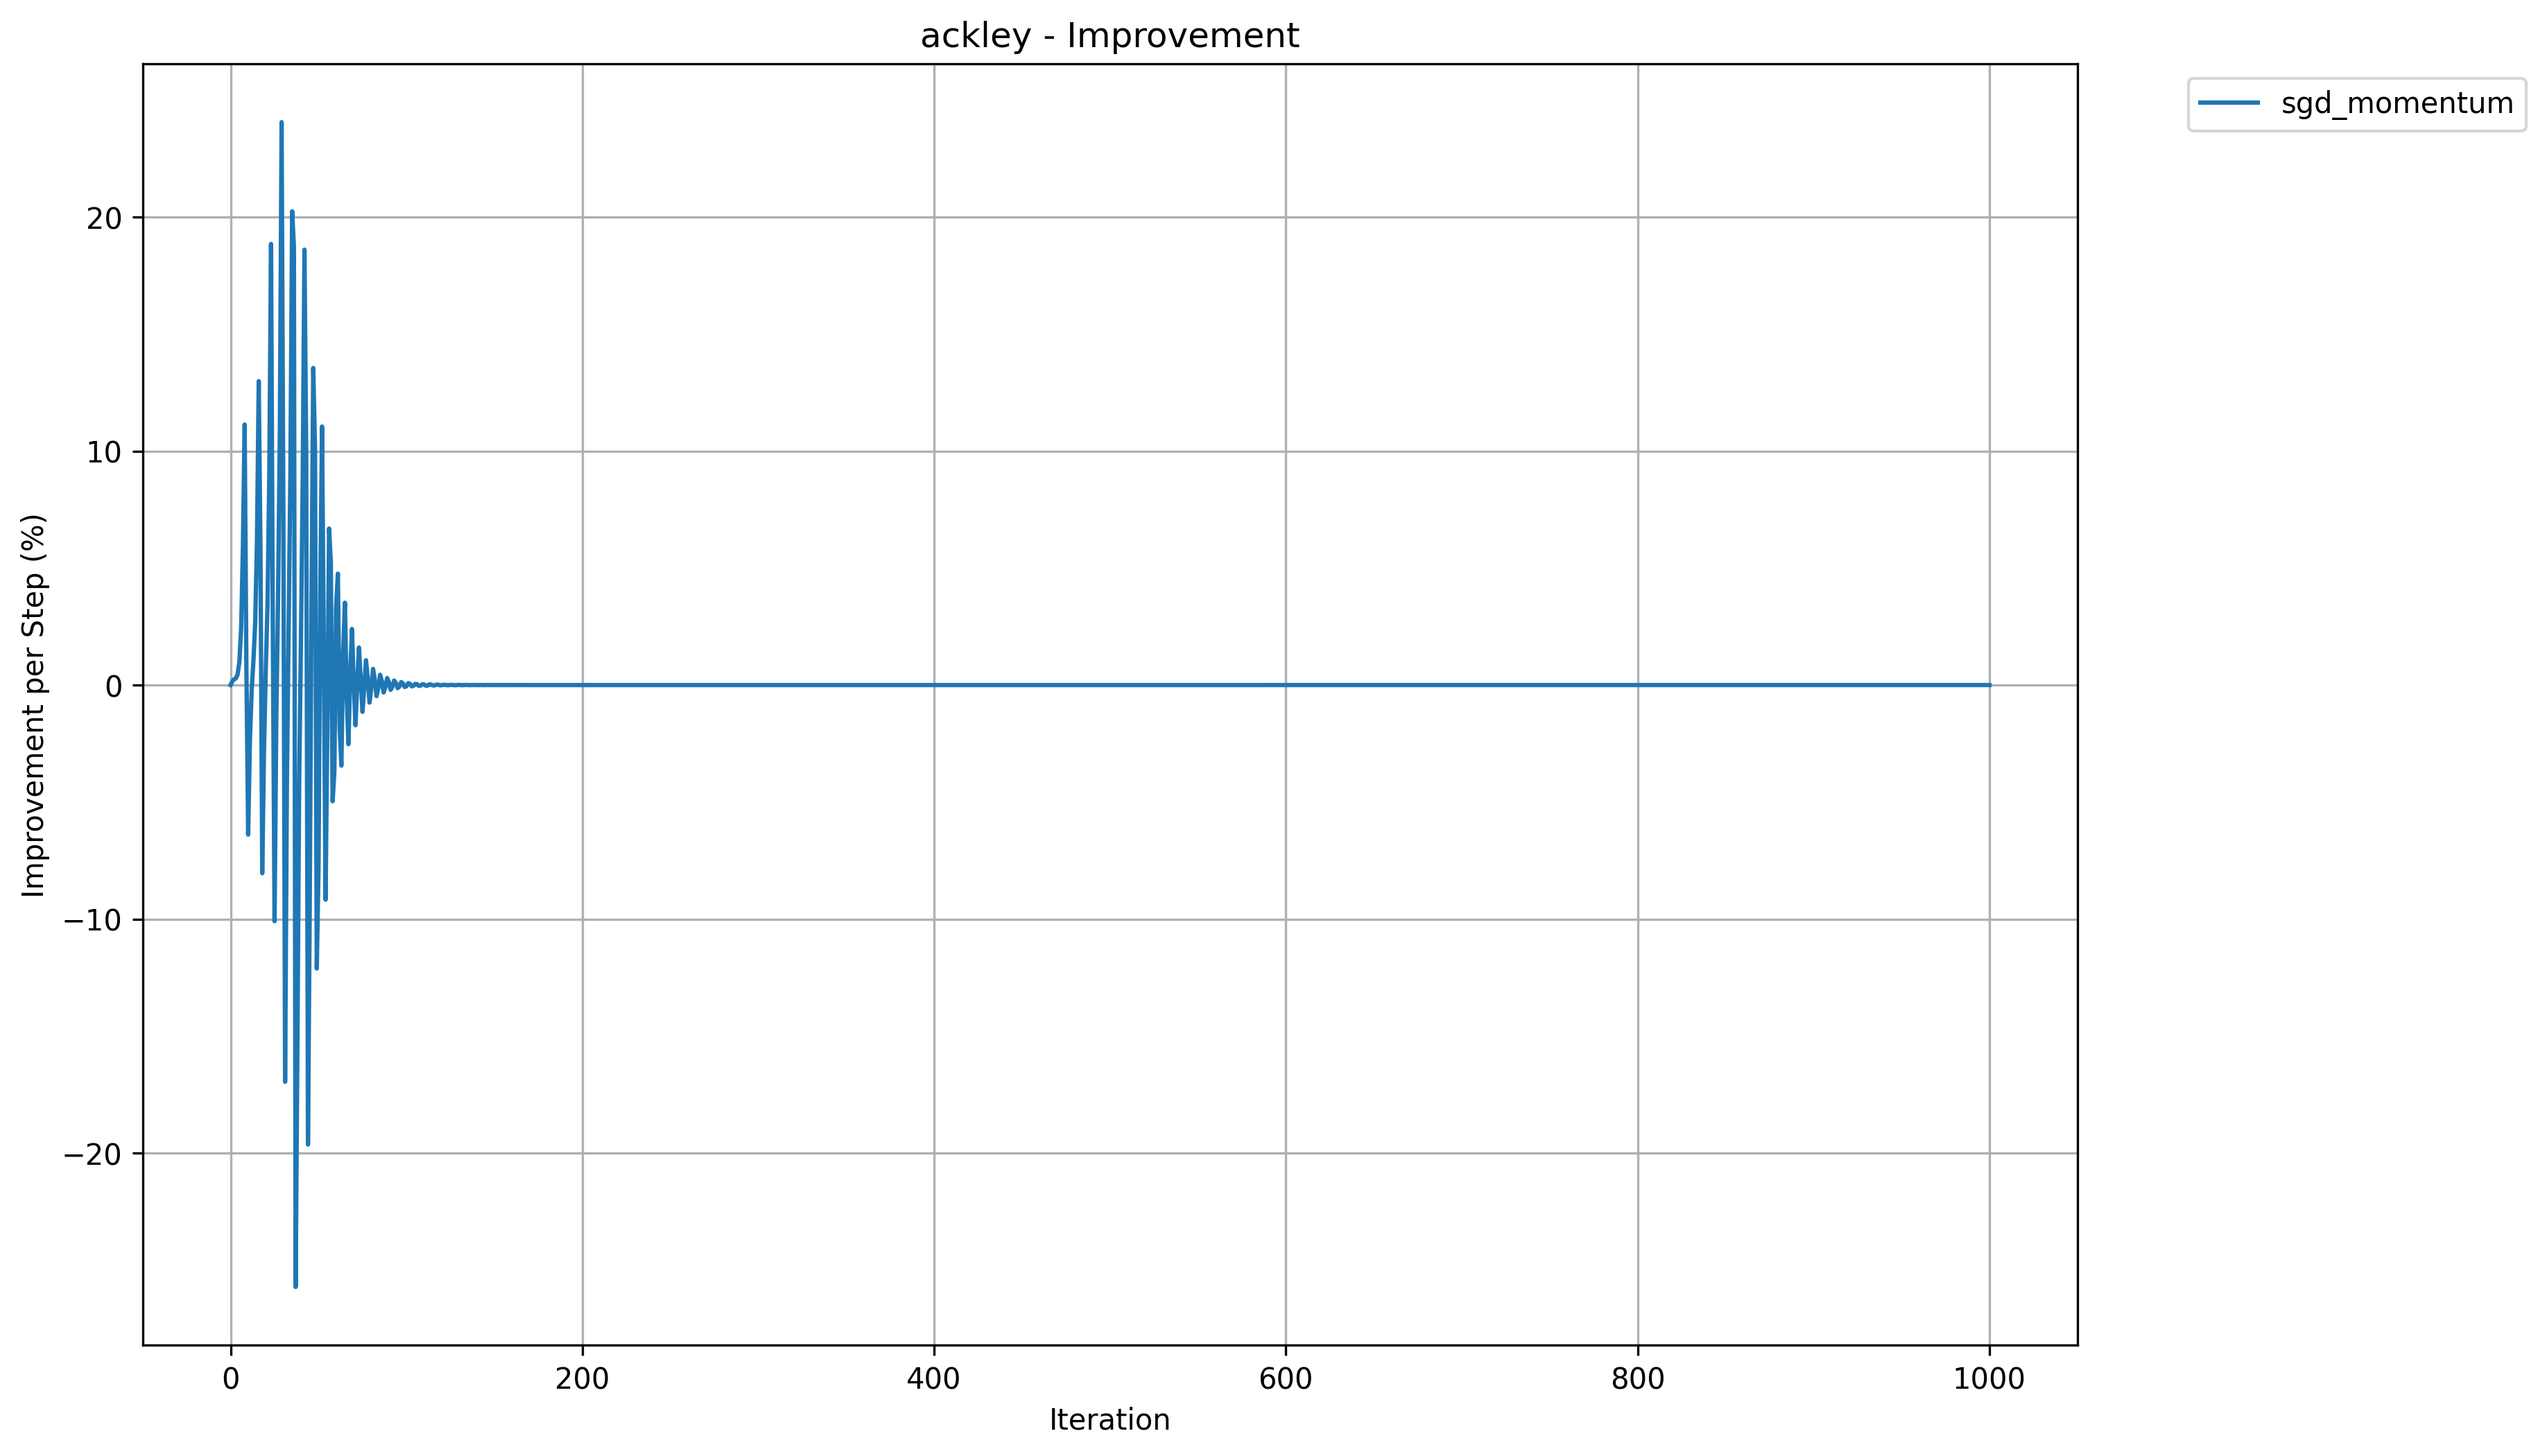 ackley - Improvement
sgd_momentum
Improvement per Step (%)
20
10
0
−10
−20
0 200 400 600 800 1000
Iteration